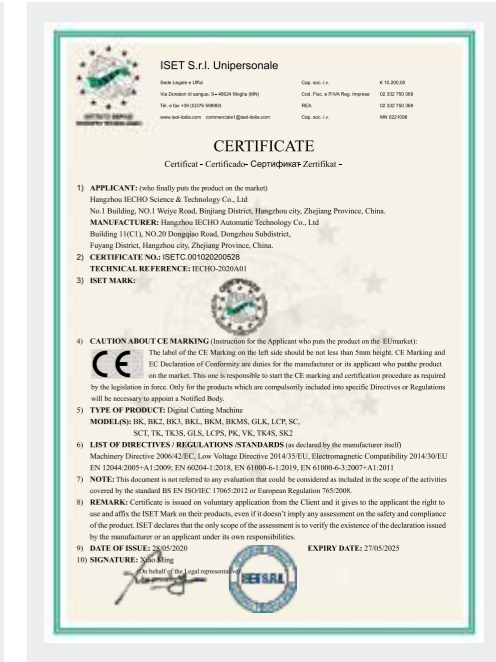 ISET S.r.l. Unipersonale
Sede Legale e Uffici Cap. soc. i.v. € 10.200,00
Via Donatori di sangue, 9 - 46024 Moglia (MN) Cod. Fisc. e P.IVA Reg. Imprese 02 332 750 369
Tel. e fax +39 (0)376 598963 REA 02 332 750 369
www.iset-italia.com commerciale1@iset-italia.com Cap. soc. i.v. MN 0221098
CERTIFICATE
Certificat - Certificado- Сертификат- Zertifikat -
1) APPLICANT: (who finally puts the product on the market)
Hangzhou IECHO Science & Technology Co., Ltd
No.1 Building, NO.1 Weiye Road, Binjiang District, Hangzhou city, Zhejiang Province, China.
MANUFACTURER: Hangzhou IECHO Automatic Technology Co., Ltd
Building 11(C1), NO.20 Dongqiao Road, Dongzhou Subdistrict,
Fuyang District, Hangzhou city, Zhejiang Province, China.
2) CERTIFICATE NO.: ISETC.001020200528
TECHNICAL REFERENCE: IECHO-2020A01
3) ISET MARK:
4) CAUTION ABOUT CE MARKING (Instruction for the Applicant who puts the product on the EUmarket):
CE
The label of the CE Marking on the left side should be not less than 5mm height. CE Marking and
EC Declaration of Conformity are duties for the manufacturer or its applicant who putsthe product
on the market. This one is responsible to start the CE marking and certification procedure as required
by the legislation in force. Only for the products which are compulsorily included into specific Directives or Regulations
will be necessary to appoint a Notified Body.
5) TYPE OF PRODUCT: Digital Cutting Machine
MODEL(S): BK, BK2, BK3, BKL, BKM, BKMS, GLK, LCP, SC,
SCT, TK, TK3S, GLS, LCPS, PK, VK, TK4S, SK2
6) LIST OF DIRECTIVES / REGULATIONS /STANDARDS (as declared by the manufacturer itself)
Machinery Directive 2006/42/EC, Low Voltage Directive 2014/35/EU, Electromagnetic Compatibility 2014/30/EU
EN 12044:2005+A1:2009; EN 60204-1:2018, EN 61000-6-1:2019, EN 61000-6-3:2007+A1:2011
7) NOTE: This document is not referred to any evaluation that could be considered as included in the scope of the activities
covered by the standard BS EN ISO/IEC 17065:2012 or European Regulation 765/2008.
8) REMARK: Certificate is issued on voluntary application from the Client and it gives to the applicant the right to
use and affix the ISET Mark on their products, even if it doesn't imply any assessment on the safety and compliance
of the product. ISET declares that the only scope of the assessment is to verify the existence of the declaration issued
by the manufacturer or an applicant under its own responsibilities.
9) DATE OF ISSUE: 28/05/2020 EXPIRY DATE: 27/05/2025
10) SIGNATURE: Xiao Ming
(On behalf of the Legal representative)
ISET S.R.L